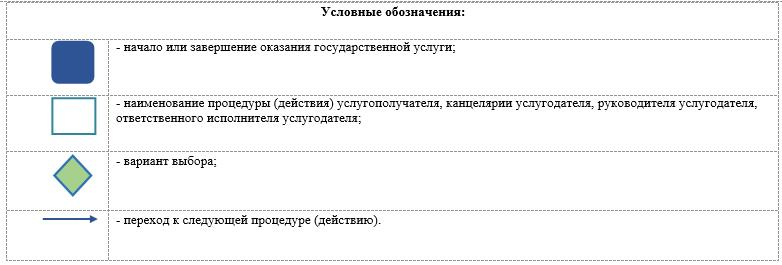 Условные обозначения:
- начало или завершение оказания государственной услуги;
- наименование процедуры (действия) услугополучателя, канцелярии услугодателя, руководителя услугодателя,
ответственного исполнителя услугодателя;
- вариант выбора;
- переход к следующей процедуре (действию).